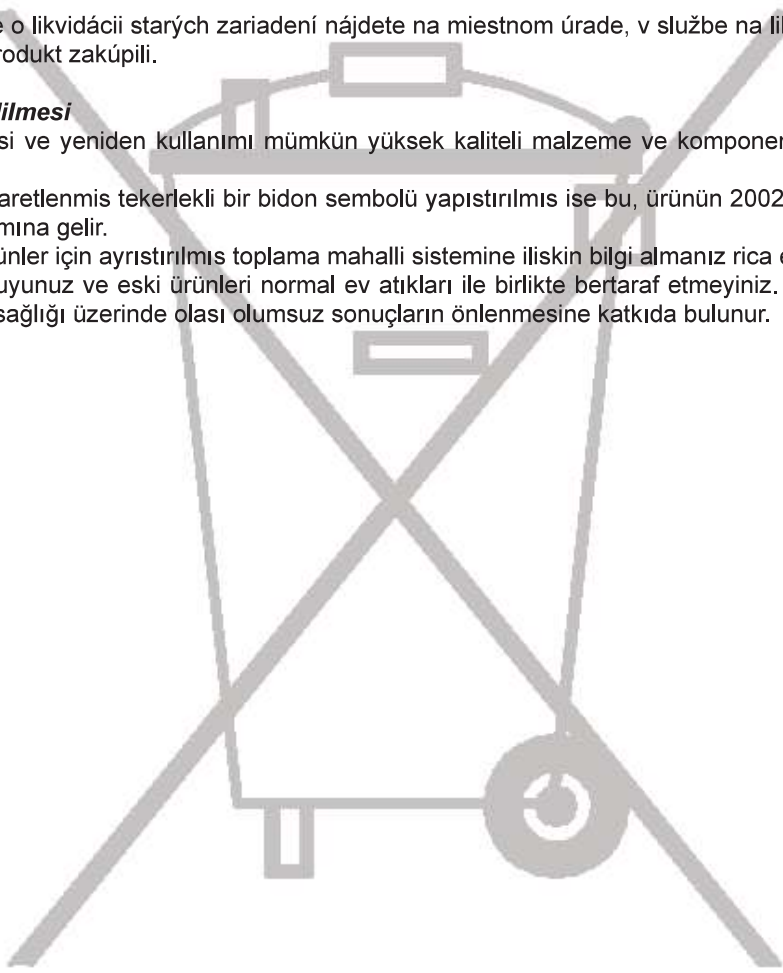 o likvidácii starých zariadení nájdete na miestnom úrade, v službe na
rodukt zakúpili.
ilmesi
si ve yeniden kullanımı mümkün yüksek kaliteli malzeme ve komponen
aretlenmis tekerlekli bir bidon sembolü yapıstırılmıs ise bu, ürünün 2002
mına gelir.
ünler için ayrıstırılmıs toplama mahalli sistemine iliskin bilgi almanız rica
uyunuz ve eski ürünleri normal ev atıkları ile birlikte bertaraf etmeyiniz.
sağlığı üzerinde olası olumsuz sonuçların önlenmesine katkıda bulunur.